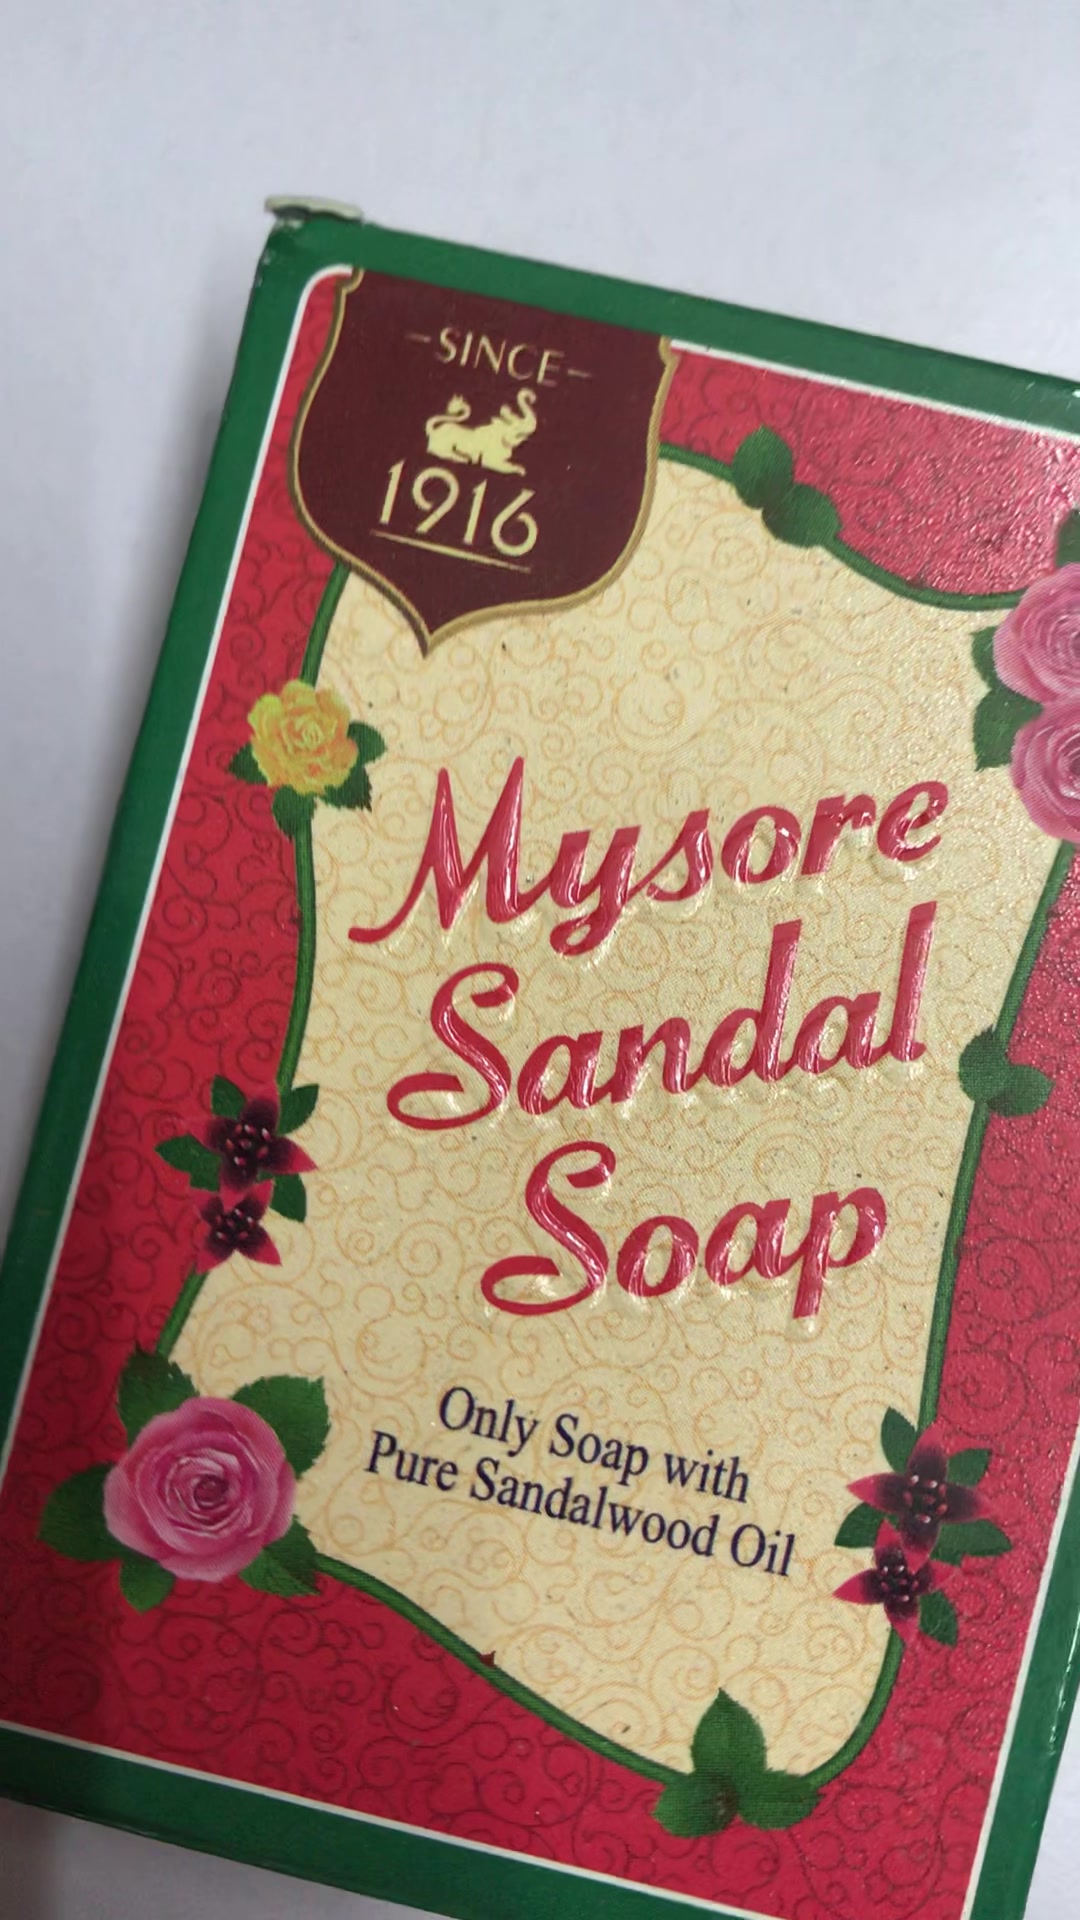 -SINCE-
1916
Mysore
Sandal
Soap
Only Soap with
Pure Sandalwood Oil